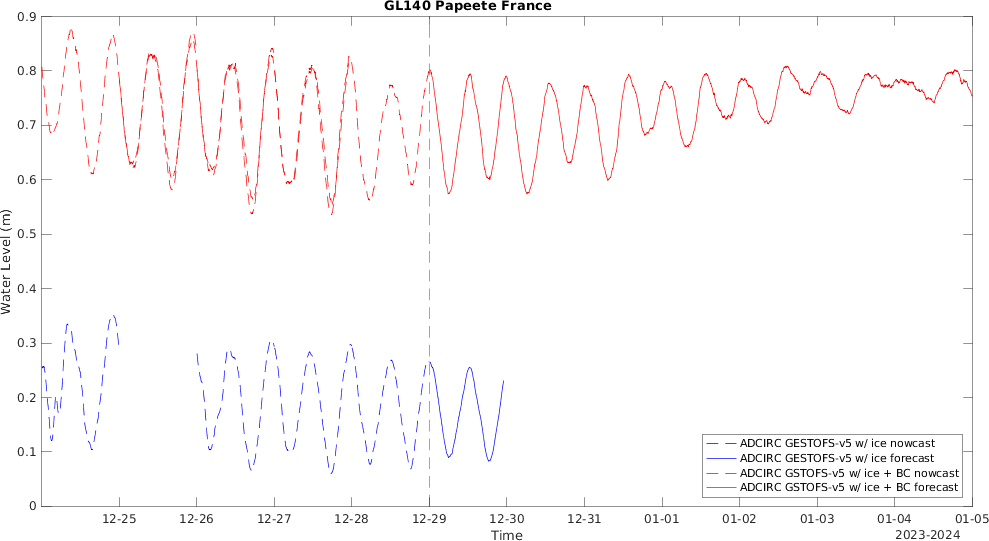 GL140 Papeete France
0.9
0.8
0.7
0.6
0.5
0.4
0.3
0.2
0.1
0
Water Level (m)
12-25 12-26 12-27 12-28 12-29 12-30 12-31 01-01 01-02 01-03 01-04 01-05
Time
2023-2024
ADCIRC GESTOFS-v5 w/ ice nowcast
ADCIRC GESTOFS-v5 w/ ice forecast
ADCIRC GSTOFS-v5 w/ ice + BC nowcast
ADCIRC GSTOFS-v5 w/ ice + BC forecast